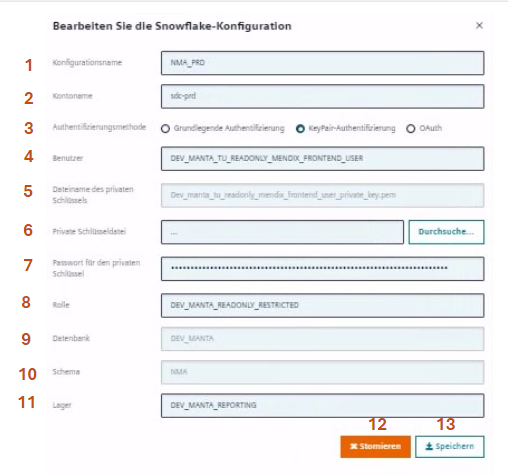 Bearbeiten Sie die Snowflake-Konfiguration ×
1 Konfigurationsname NMA_PRD
2 Kontoname sdc-prd
3 Authentifizierungsmethode Grundlegende Authentifizierung KeyPair-Authentifizierung OAuth
4 Benutzer DEV_MANTA_TU_READONLY_MENDIX_FRONTEND_USER
5 Dateiname des privaten
Schlüssels Dev_manta_tu_readonly_mendix_frontend_user_private_key.pem
6 Private Schlüsseldatei ... Durchsuche...
7 Passwort für den privaten
Schlüssel
8 Rolle DEV_MANTA_READONLY_RESTRICTED
9 Datenbank DEV_MANTA
10 Schema NMA
11 Lager DEV_MANTA_REPORTING
12 13
Stornieren Speichern